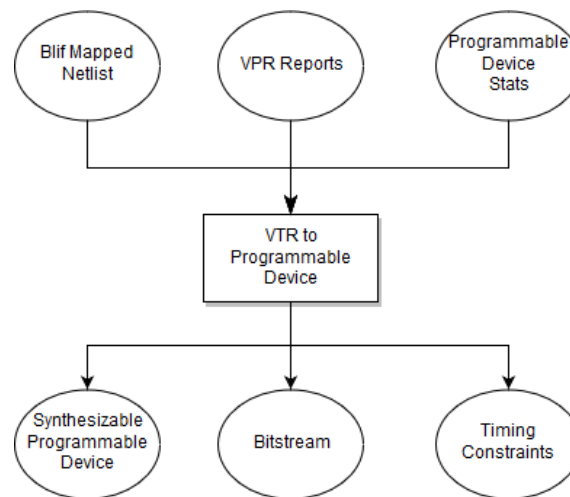 Blif Mapped
Netlist
VPR Reports
Programmable
Device
Stats
VTR to
Programmable
Device
Synthesizable
Programmable
Device
Bitstream
Timing
Constraints